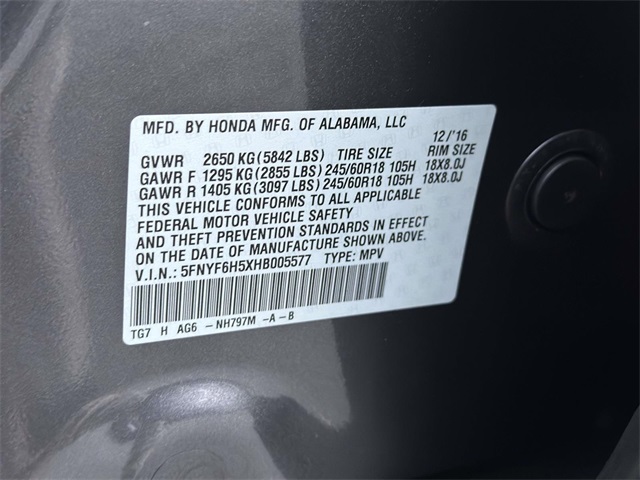 MFD. BY HONDA MFG. OF ALABAMA, LLC
12/'16
GVWR 2650 KG (5842 LBS) TIRE SIZE RIM SIZE
GAWR F 1295 KG (2855 LBS) 245/60R18 105H 18X8.0J
GAWR R 1405 KG (3097 LBS) 245/60R18 105H 18X8.0J
THIS VEHICLE CONFORMS TO ALL APPLICABLE
FEDERAL MOTOR VEHICLE SAFETY
AND THEFT PREVENTION STANDARDS IN EFFECT
ON THE DATE OF MANUFACTURE SHOWN ABOVE.
V.I.N.: 5FNYF6H5XHB005577 TYPE: MPV
TG7 H AG6 -NH797M -A-B